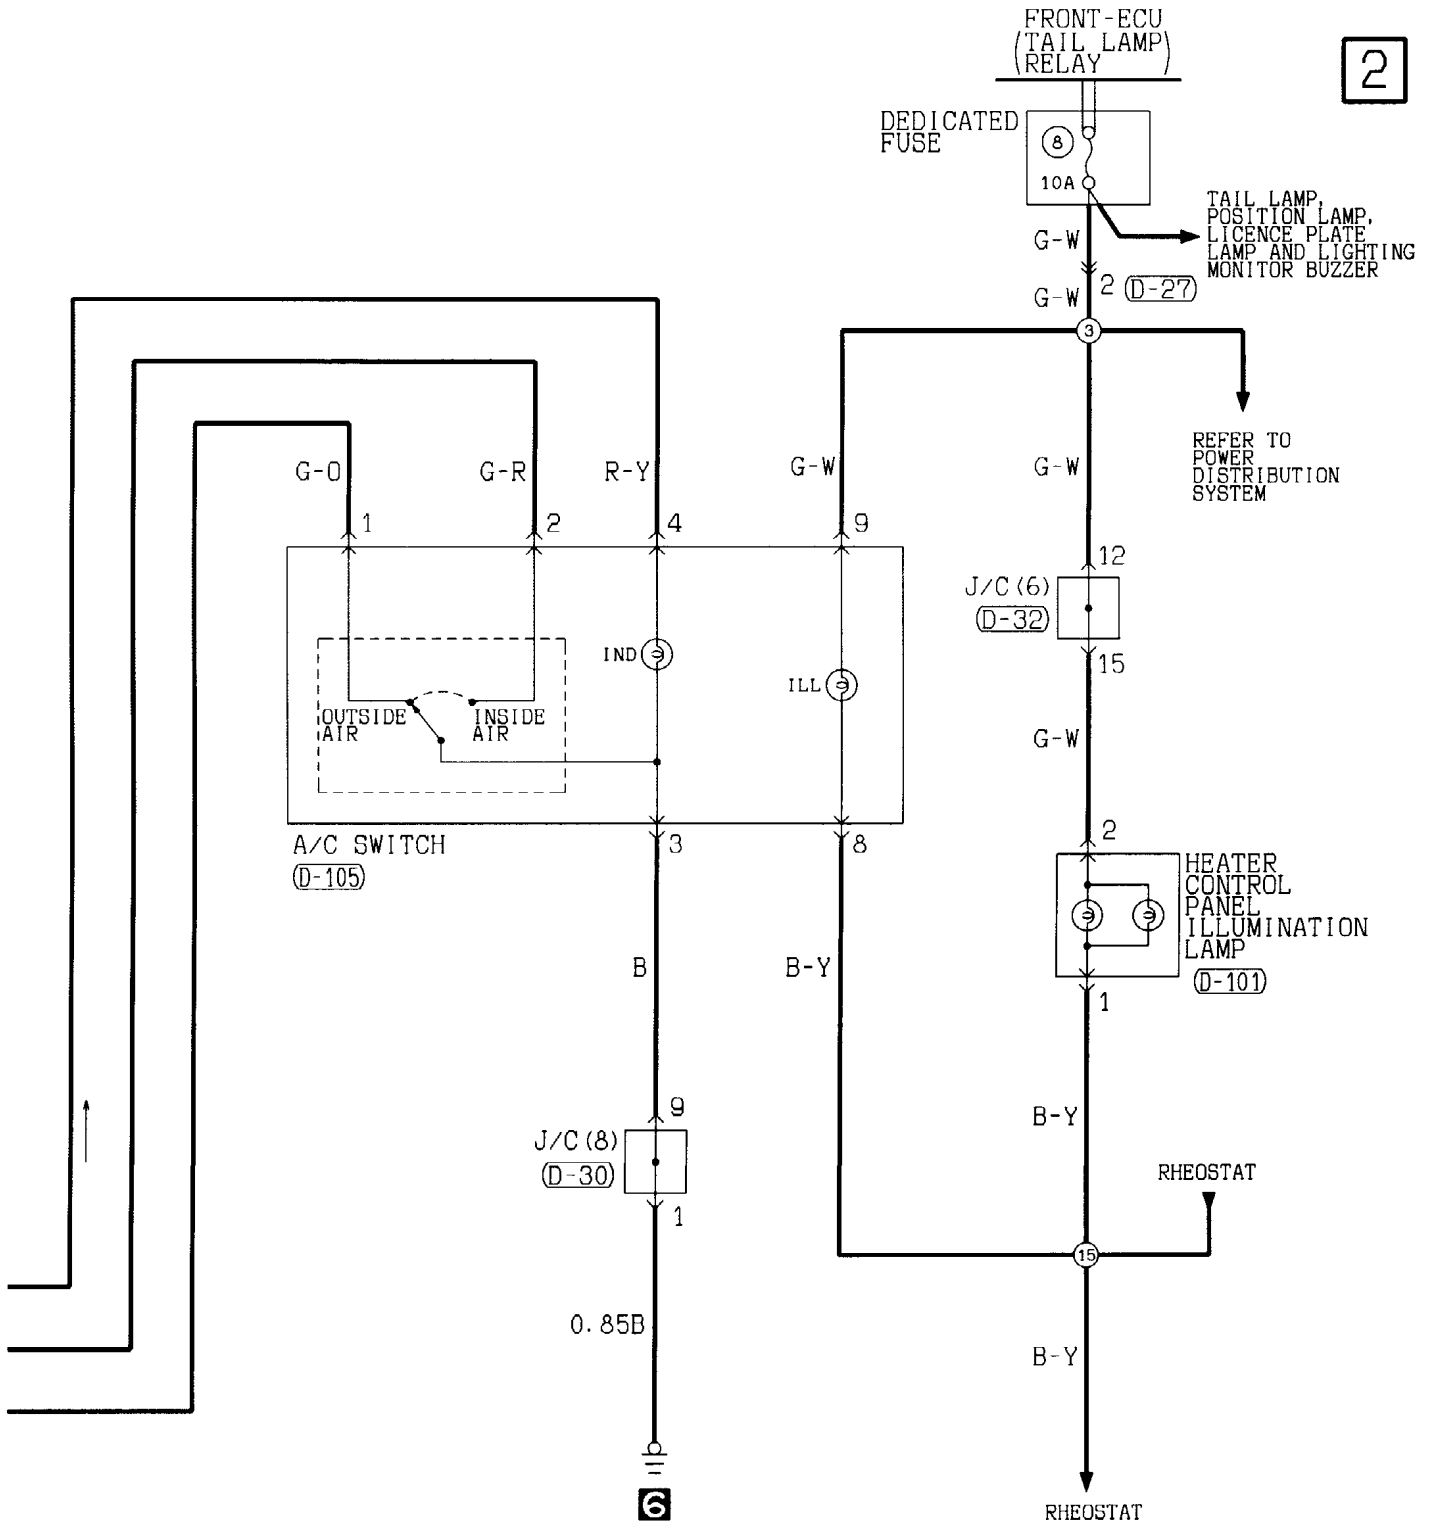 FRONT-ECU
(TAIL LAMP)
RELAY
2
DEDICATED
FUSE
8
10A
TAIL LAMP,
POSITION LAMP,
LICENCE PLATE
LAMP AND LIGHTING
MONITOR BUZZER
G-W
2 D-27
G-W
3
REFER TO
POWER
DISTRIBUTION
SYSTEM
G-O
G-R
R-Y
G-W
G-W
1
2
4
9
12
J/C(6)
D-32
15
IND
ILL
OUTSIDE
AIR
INSIDE
AIR
G-W
A/C SWITCH
D-105
3
8
2
HEATER
CONTROL
PANEL
ILLUMINATION
LAMP
D-101
1
B
B-Y
9
J/C(8)
D-30
1
B-Y
RHEOSTAT
15
0.85B
B-Y
6
RHEOSTAT